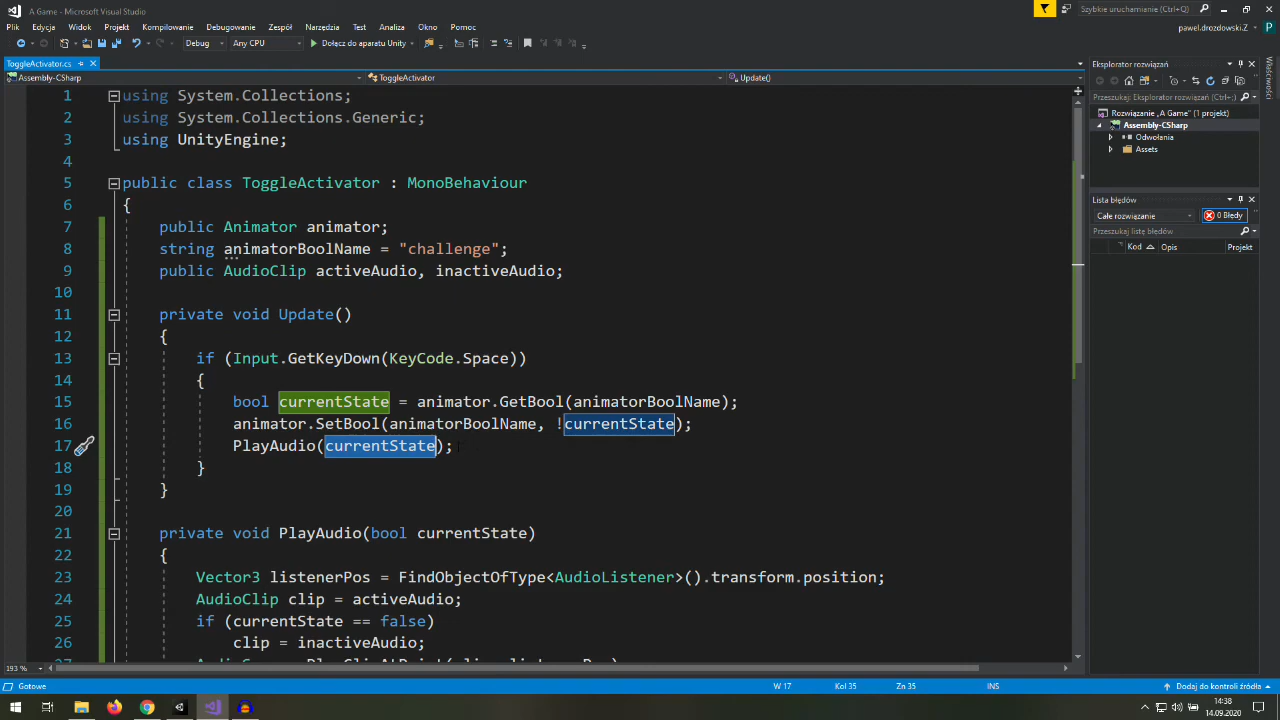 A Game - Microsoft Visual Studio
Szybkie uruchamianie (Ctrl+;)
Plik Edycja Widok Projekt Kompilowanie Debugowanie Zespół Narzędzia Test Analiza Okno Pomoc
pawel.drozdowski.Z P
Debug Any CPU Dołącz do aparatu Unity
ToggleActivator.cs
Assembly-CSharp ToggleActivator Update()
1 using System.Collections;
2 using System.Collections.Generic;
3 using UnityEngine;
4
5 public class ToggleActivator : MonoBehaviour
6 {
7 public Animator animator;
8 string animatorBoolName = "challenge";
9 public AudioClip activeAudio, inactiveAudio;
10
11 private void Update()
12 {
13 if (Input.GetKeyDown(KeyCode.Space))
14 {
15 bool currentState = animator.GetBool(animatorBoolName);
16 animator.SetBool(animatorBoolName, !currentState);
17 PlayAudio(currentState);
18 }
19 }
20
21 private void PlayAudio(bool currentState)
22 {
23 Vector3 listenerPos = FindObjectOfType<AudioListener>().transform.position;
24 AudioClip clip = activeAudio;
25 if (currentState == false)
26 clip = inactiveAudio;
193 %
Eksplorator rozwiązań
Przeszukaj: Eksplorator rozwiązań (Ctrl+;)
Rozwiązanie „A Game" (1 projekt)
Assembly-CSharp
Odwołania
Assets
Właściwości
Lista błędów
Całe rozwiązanie 0 Błędy
Przeszukaj listę błędów
Kod Opis Projekt
Gotowe W 17 Kol 35 Zn 35 INS Dodaj do kontroli źródła
14:38
14.09.2020